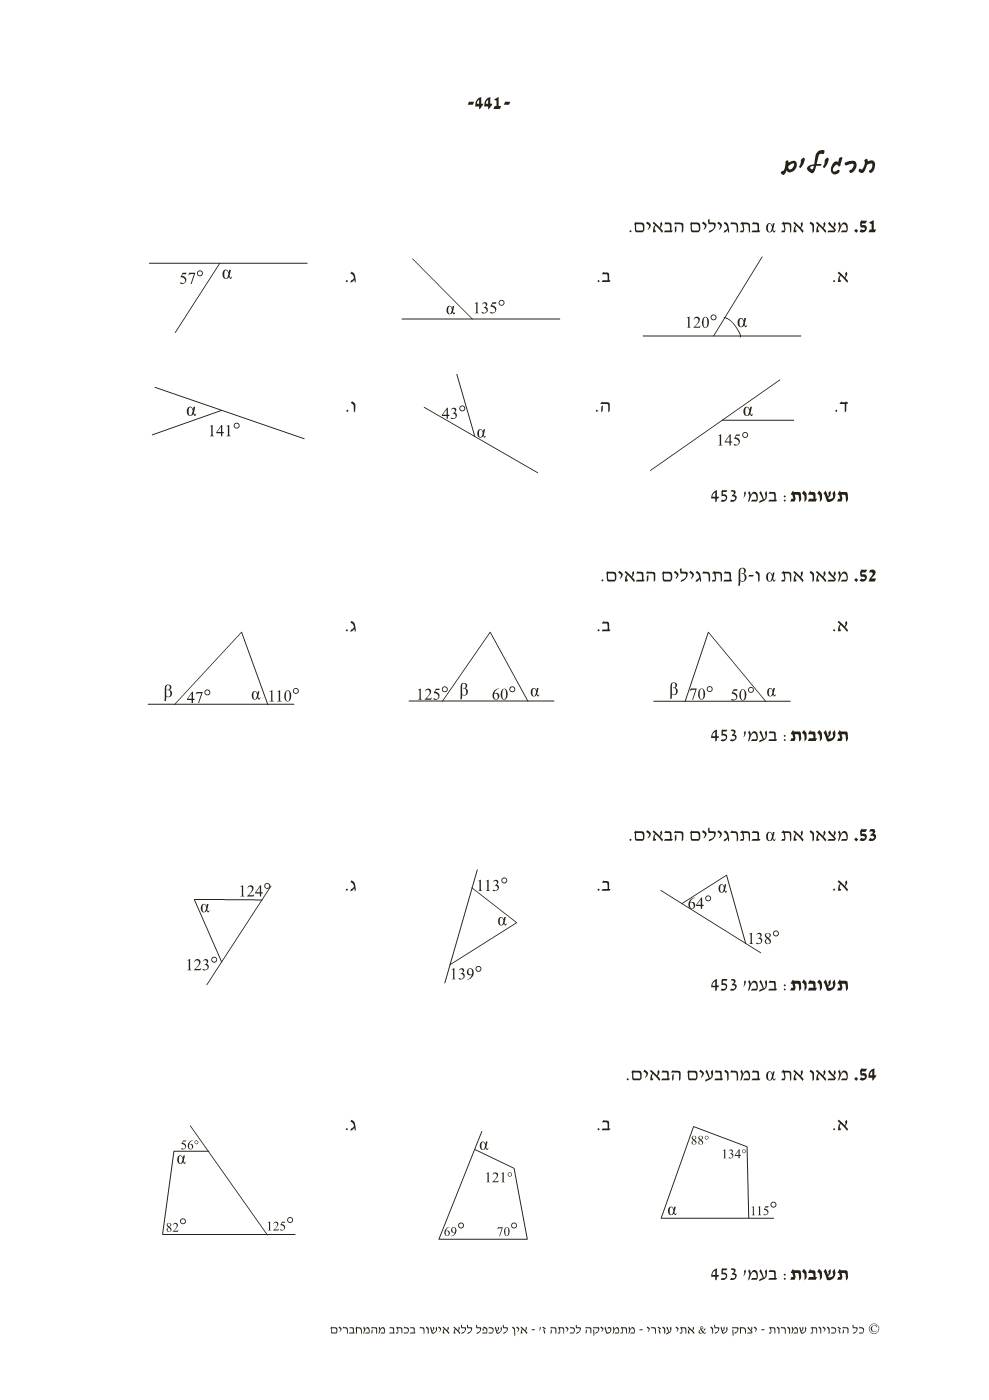 -441-
תרגילים
51. מצאו את α בתרגילים הבאים.
א. 120° α ב. α 135° ג. 57° α
ד. α 145° ה. 43° α ו. α 141°
תשובות: בעמ׳ 453
52. מצאו את α ו-β בתרגילים הבאים.
א. β 70° 50° α ב. 125° β 60° α ג. β 47° α 110°
תשובות: בעמ׳ 453
53. מצאו את α בתרגילים הבאים.
א. α 64° 138° ב. 113° α 139° ג. 124° α 123°
תשובות: בעמ׳ 453
54. מצאו את α במרובעים הבאים.
א. 88° 134° α 115° ב. α 121° 69° 70° ג. 56° α 82° 125°
תשובות: בעמ׳ 453
© כל הזכויות שמורות - יצחק שלו & אתי עוזרי - מתמטיקה לכיתה ז׳ - אין לשכפל ללא אישור בכתב מהמחברים